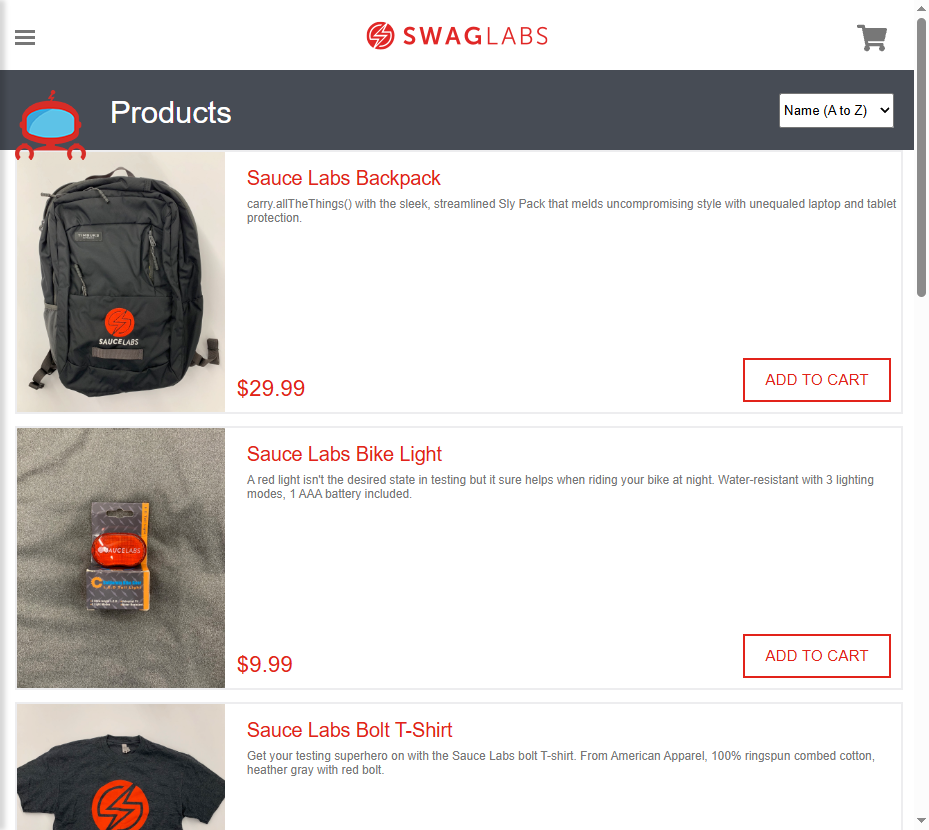 SWAGLABS
Products
Name (A to Z)
Sauce Labs Backpack
carry.allTheThings() with the sleek, streamlined Sly Pack that melds uncompromising style with unequaled laptop and tablet
protection.
SAUCELABS
$29.99
ADD TO CART
Sauce Labs Bike Light
A red light isn't the desired state in testing but it sure helps when riding your bike at night. Water-resistant with 3 lighting
modes, 1 AAA battery included.
SAUCELABS
$9.99
ADD TO CART
Sauce Labs Bolt T-Shirt
Get your testing superhero on with the Sauce Labs bolt T-shirt. From American Apparel, 100% ringspun combed cotton,
heather gray with red bolt.